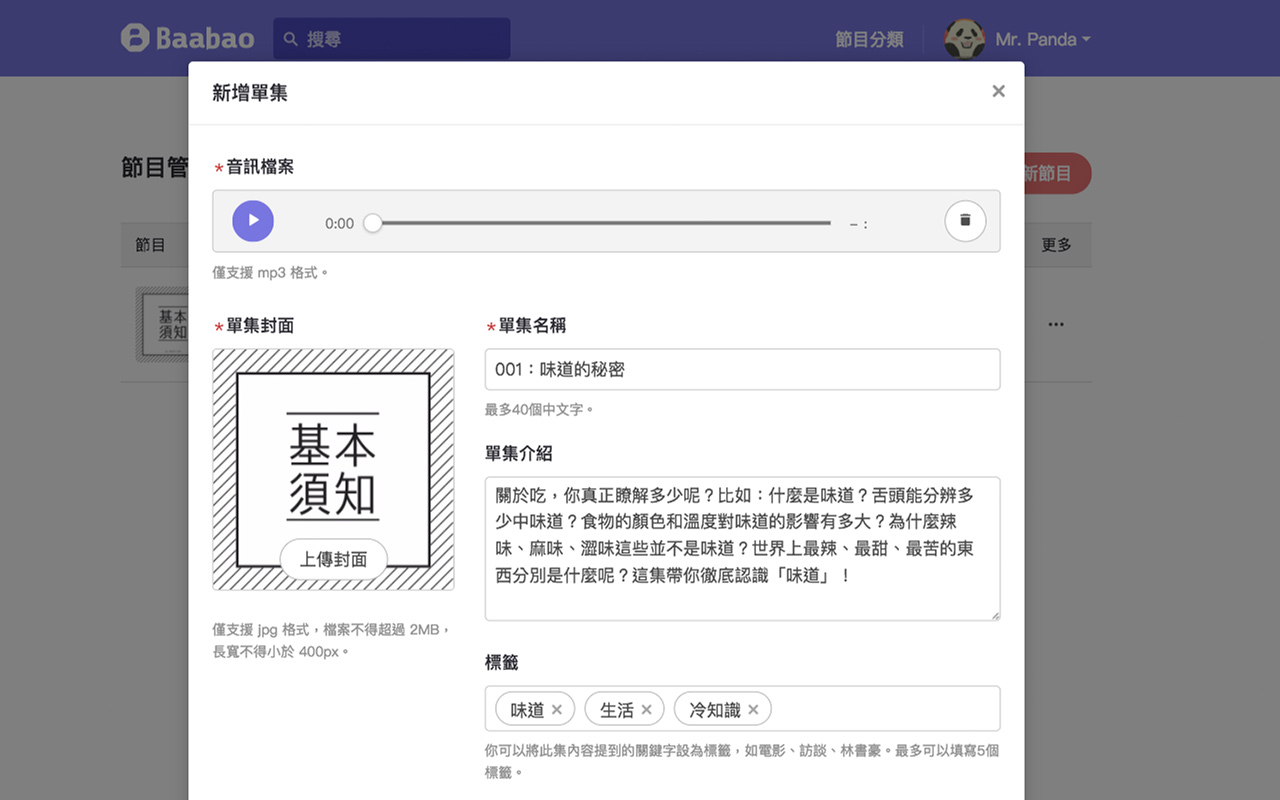 Baabao
搜尋
節目分類
Mr. Panda
新增單集
節目管
新節目
*音訊檔案
0:00
– :
僅支援 mp3 格式。
節目
更多
*單集封面
基本
須知
上傳封面
僅支援 jpg 格式，檔案不得超過 2MB，
長寬不得小於 400px。
*單集名稱
001：味道的秘密
最多40個中文字。
單集介紹
關於吃，你真正瞭解多少呢？比如：什麼是味道？舌頭能分辨多
少中味道？食物的顏色和溫度對味道的影響有多大？為什麼辣
味、麻味、澀味這些並不是味道？世界上最辣、最甜、最苦的東
西分別是什麼呢？這集帶你徹底認識「味道」！
標籤
味道
生活
冷知識
你可以將此集內容提到的關鍵字設為標籤，如電影、訪談、林書豪。最多可以填寫5個
標籤。
基本
須知